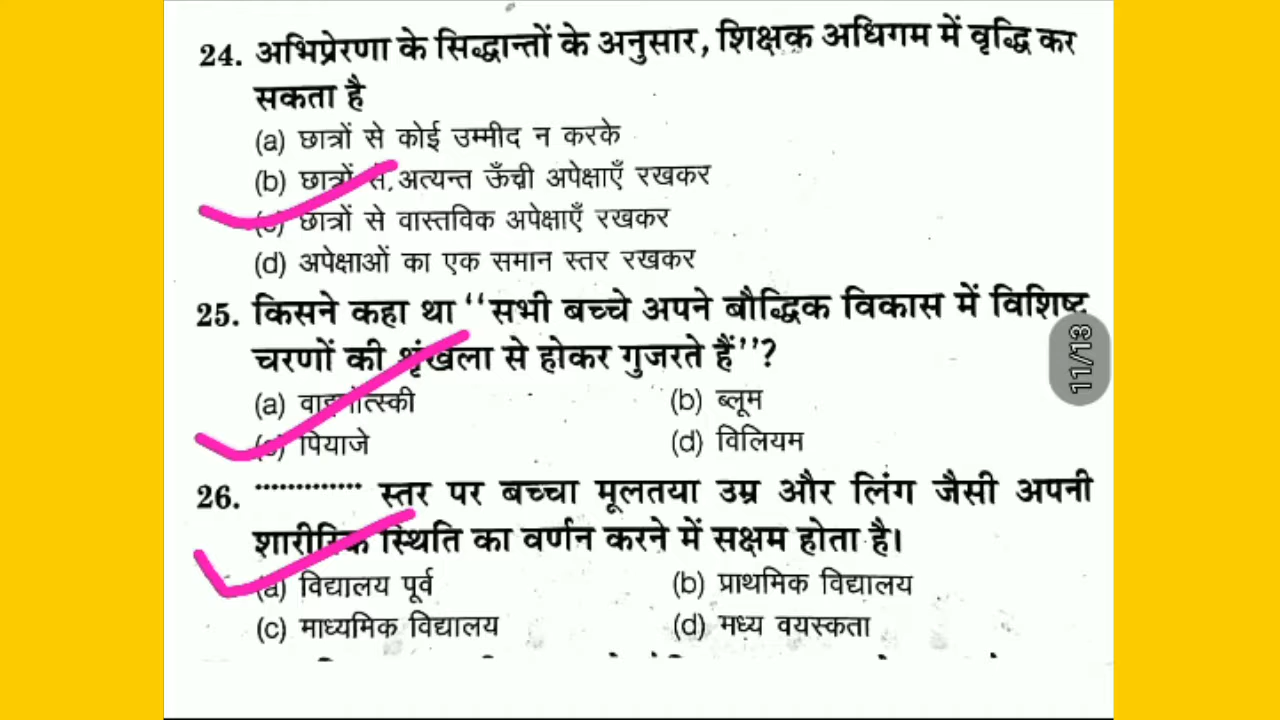 24. अभिप्रेरणा के सिद्धान्तों के अनुसार, शिक्षक अधिगम में वृद्धि कर
सकता है
(a) छात्रों से कोई उम्मीद न करके
(b) छात्रों से, अत्यन्त ऊँची अपेक्षाएँ रखकर
(c) छात्रों से वास्तविक अपेक्षाएँ रखकर
(d) अपेक्षाओं का एक समान स्तर रखकर
25. किसने कहा था ‘‘सभी बच्चे अपने बौद्धिक विकास में विशिष्ट
चरणों की शृंखला से होकर गुजरते हैं’’?
(a) वाइगोत्स्की (b) ब्लूम
(c) पियाजे (d) विलियम
26. ············· स्तर पर बच्चा मूलतया उम्र और लिंग जैसी अपनी
शारीरिक स्थिति का वर्णन करने में सक्षम होता है।
(a) विद्यालय पूर्व (b) प्राथमिक विद्यालय
(c) माध्यमिक विद्यालय (d) मध्य वयस्कता
11/13